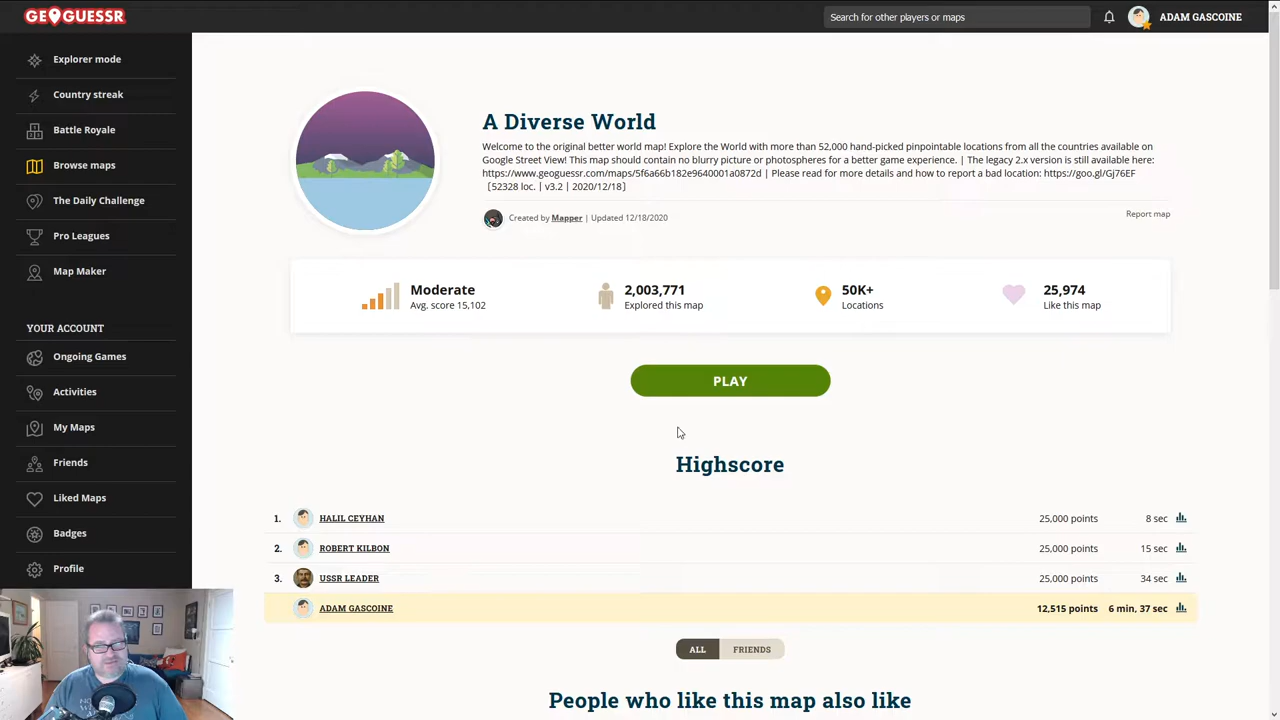 GEOGUESSR
Search for other players or maps
ADAM GASCOINE
Explorer mode
Country streak
Battle Royale
Browse maps
The Daily Challenge
Pro Leagues
Map Maker
YOUR ACCOUNT
Ongoing Games
Activities
My Maps
Friends
Liked Maps
Badges
Profile
A Diverse World
Welcome to the original better world map! Explore the World with more than 52,000 hand-picked pinpointable locations from all the countries available on
Google Street View! This map should contain no blurry picture or photospheres for a better game experience. | The legacy 2.x version is still available here:
https://www.geoguessr.com/maps/5f6a66b182e9640001a0872d | Please read for more details and how to report a bad location: https://goo.gl/Gj76EF
[52328 loc. | v3.2 | 2020/12/18]
Created by Mapper | Updated 12/18/2020
Report map
Moderate
Avg. score 15,102
2,003,771
Explored this map
50K+
Locations
25,974
Like this map
PLAY
Highscore
1. HALIL CEYHAN 25,000 points 8 sec
2. ROBERT KILBON 25,000 points 15 sec
3. USSR LEADER 25,000 points 34 sec
ADAM GASCOINE 12,515 points 6 min, 37 sec
ALL FRIENDS
People who like this map also like